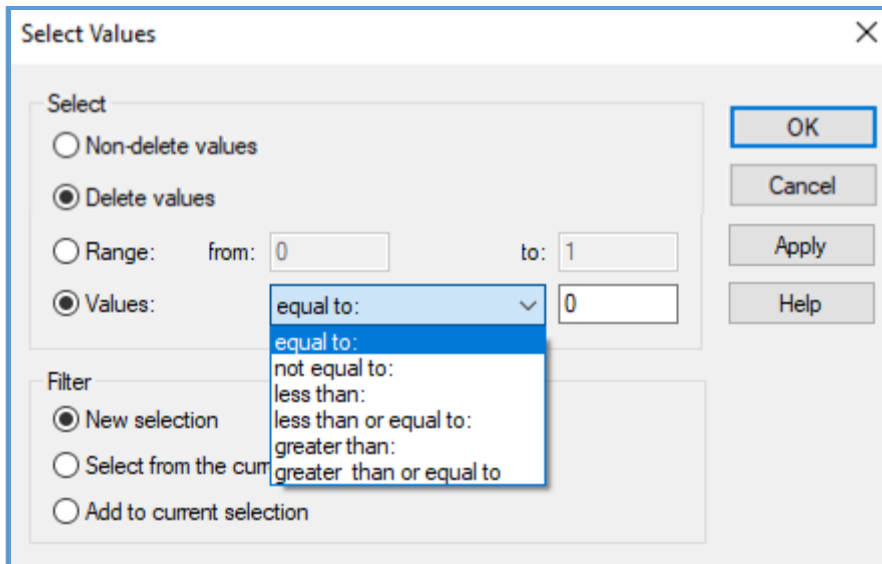 Select Values
Select
Non-delete values
Delete values
Range: from: 0 to: 1
Values: equal to: 0
equal to:
not equal to:
less than:
less than or equal to:
greater than:
greater than or equal to
Filter
New selection
Select from the
Add to current selection
OK
Cancel
Apply
Help